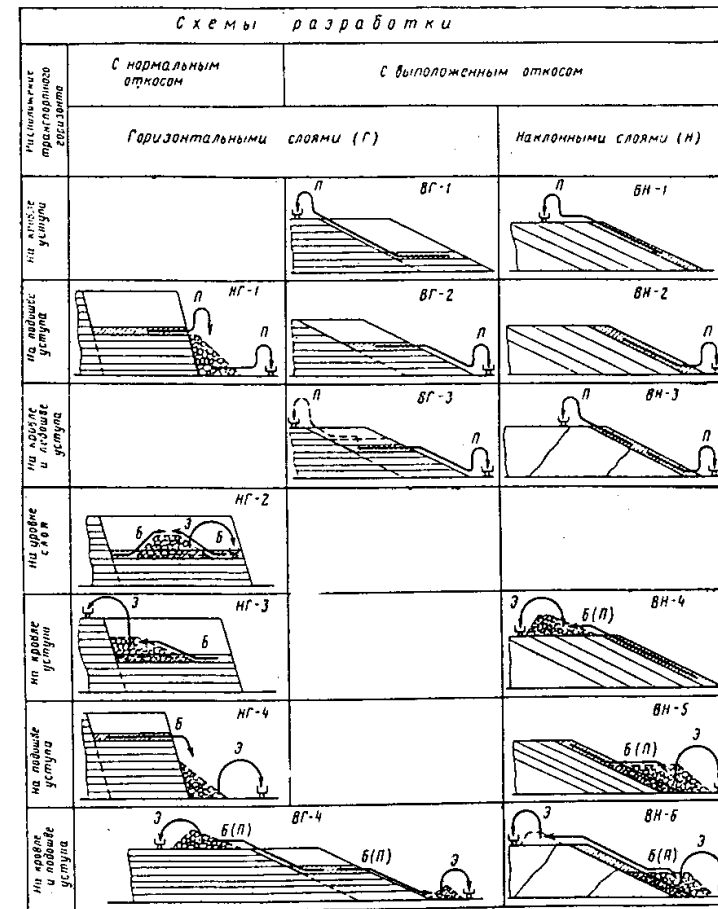 Схемы разработки
Расположение
транспортного
горизонта
С нормальным
откосом
С выположенным откосом
Горизонтальными слоями (Г)
Наклонными слоями (Н)
На кровле
уступа
П
ВГ-1
П
БН-1
На подошве
уступа
НГ-1
П
П
ВГ-2
П
ВН-2
П
На кровле
и подошве
уступа
П
ВГ-3
П
П
ВН-3
П
На уровне
слоя
НГ-2
Б
Э
Б
На кровле
уступа
Э
НГ-3
Б
Э
Б(П)
ВН-4
На подошве
уступа
НГ-4
Б
Э
ВН-5
Б(П)
Э
На кровле
и подошве
уступа
Э
Б(П)
ВГ-4
Б(П)
Э
Э
ВН-6
Б(П)
Э